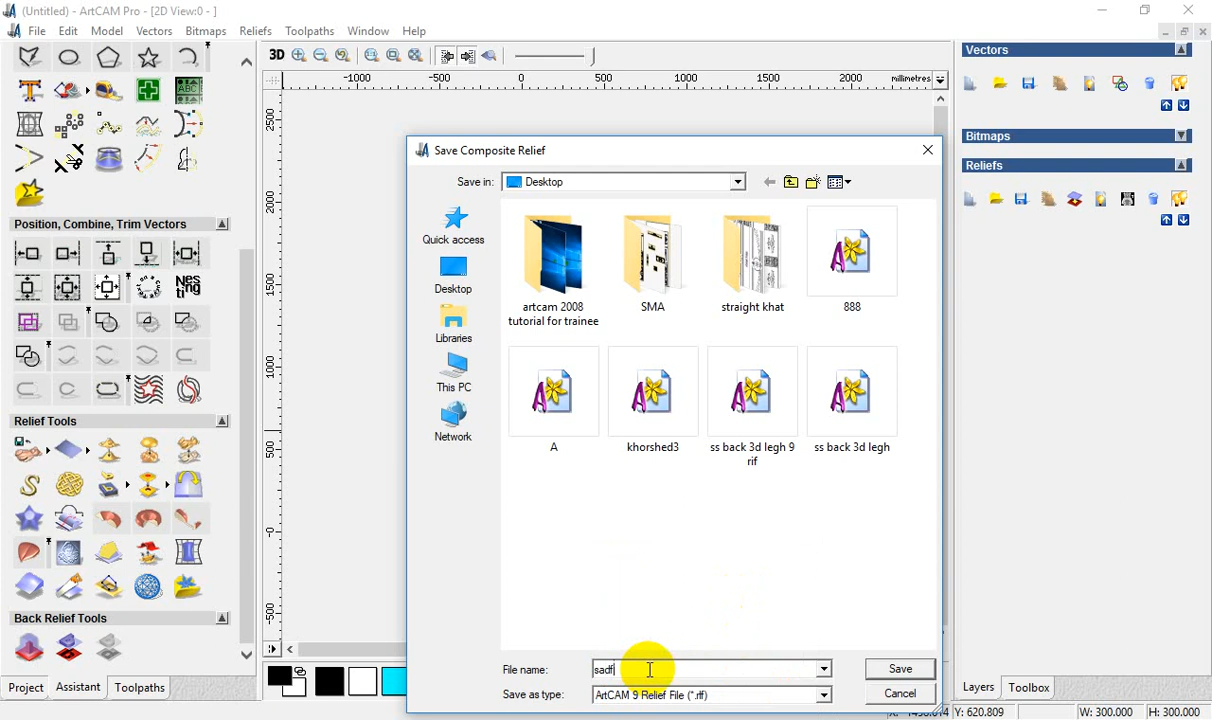 (Untitled) - ArtCAM Pro - [2D View:0 - ]
File Edit Model Vectors Bitmaps Reliefs Toolpaths Window Help
3D
-1000 -500 0 500 1000 1500 2000 millimetres
2500
2000
1500
1000
500
-0
-500
ABC
Position, Combine, Trim Vectors
Nes
ting
Relief Tools
Back Relief Tools
Project Assistant Toolpaths
Save Composite Relief
Save in: Desktop
Quick access
Desktop
Libraries
This PC
Network
artcam 2008
tutorial for trainee
SMA
straight khat
888
A
khorshed3
ss back 3d legh 9
rif
ss back 3d legh
File name: sadf
Save
Save as type: ArtCAM 9 Relief File (*.rlf)
Cancel
Vectors
Bitmaps
Reliefs
Layers Toolbox
Y: 620.809 W: 300.000 H: 300.000